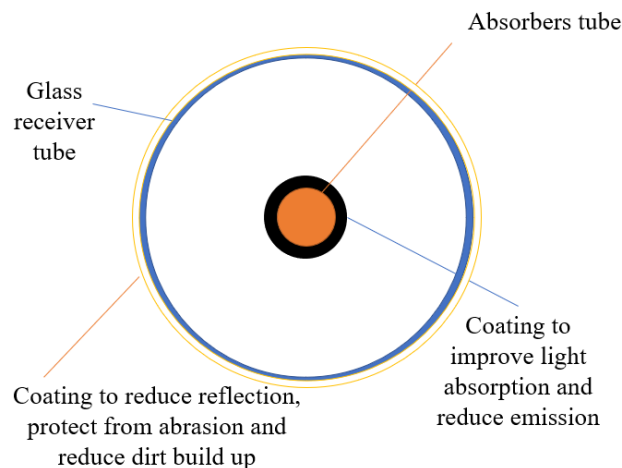 Absorbers tube
Glass
receiver
tube
Coating to
improve light
absorption and
reduce emission
Coating to reduce reflection,
protect from abrasion and
reduce dirt build up